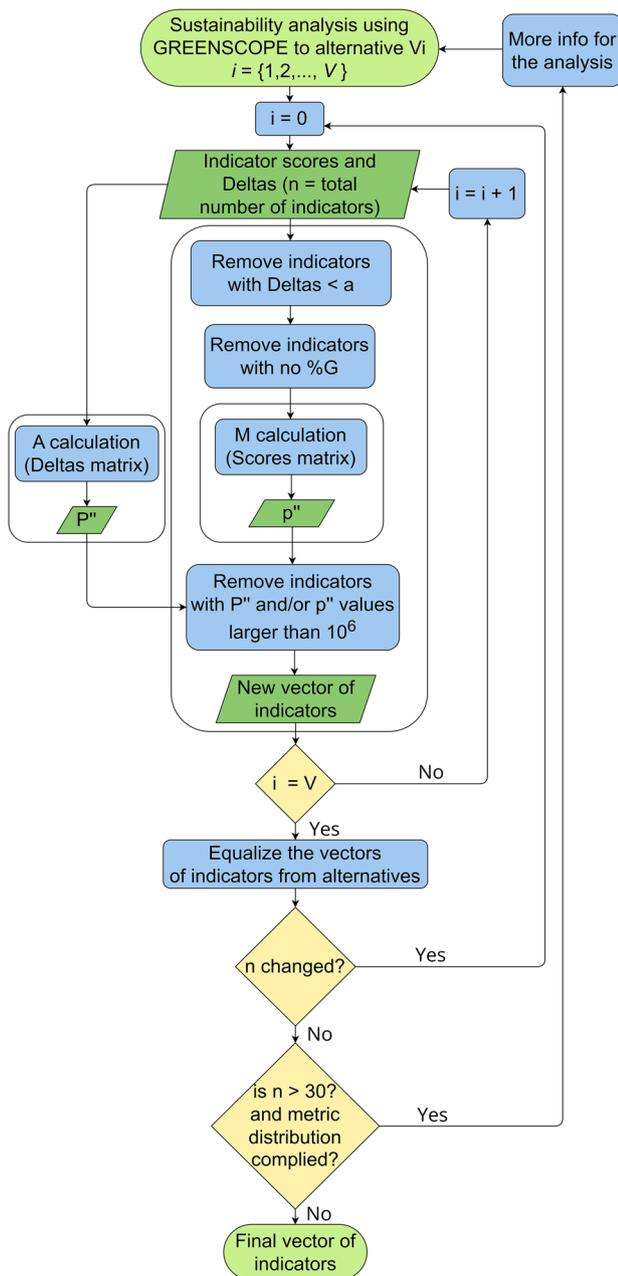 Sustainability analysis using
GREENSCOPE to alternative Vi
i = {1,2,..., V }
More info for
the analysis
i = 0
Indicator scores and
Deltas (n = total
number of indicators)
i = i + 1
Remove indicators
with Deltas < a
Remove indicators
with no %G
A calculation
(Deltas matrix)
M calculation
(Scores matrix)
P"
p"
Remove indicators
with P" and/or p" values
larger than 10⁶
New vector of
indicators
i = V
No
Yes
Equalize the vectors
of indicators from alternatives
n changed?
Yes
No
is n > 30?
and metric
distribution
complied?
Yes
No
Final vector of
indicators